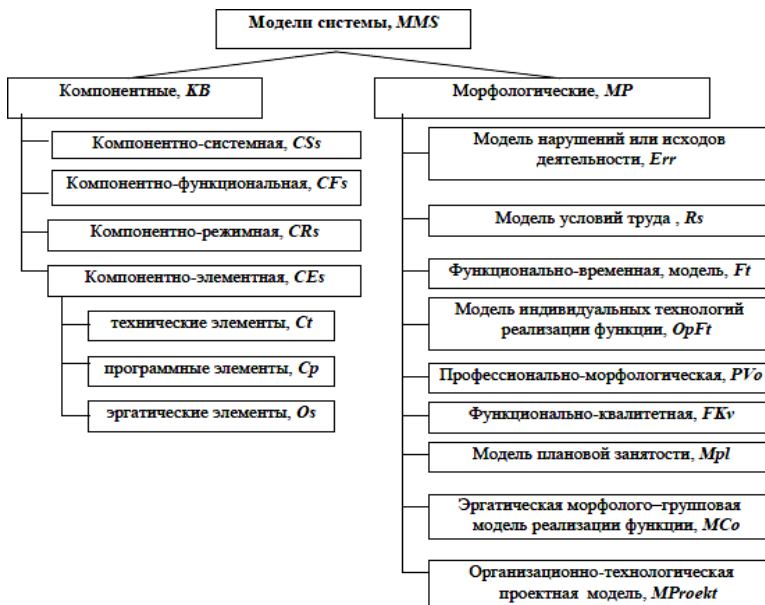 Модели системы, MMS
Компонентные, KB
Компонентно-системная, CSs
Компонентно-функциональная, CFs
Компонентно-режимная, CRs
Компонентно-элементная, CEs
технические элементы, Ct
программные элементы, Cp
эргатические элементы, Os
Морфологические, MP
Модель нарушений или исходов
деятельности, Err
Модель условий труда , Rs
Функционально-временная, модель, Ft
Модель индивидуальных технологий
реализации функции, OpFt
Профессионально-морфологическая, PVo
Функционально-квалитетная, FKv
Модель плановой занятости, Mpl
Эргатическая морфолого–групповая
модель реализации функции, MCo
Организационно-технологическая
проектная модель, MProekt